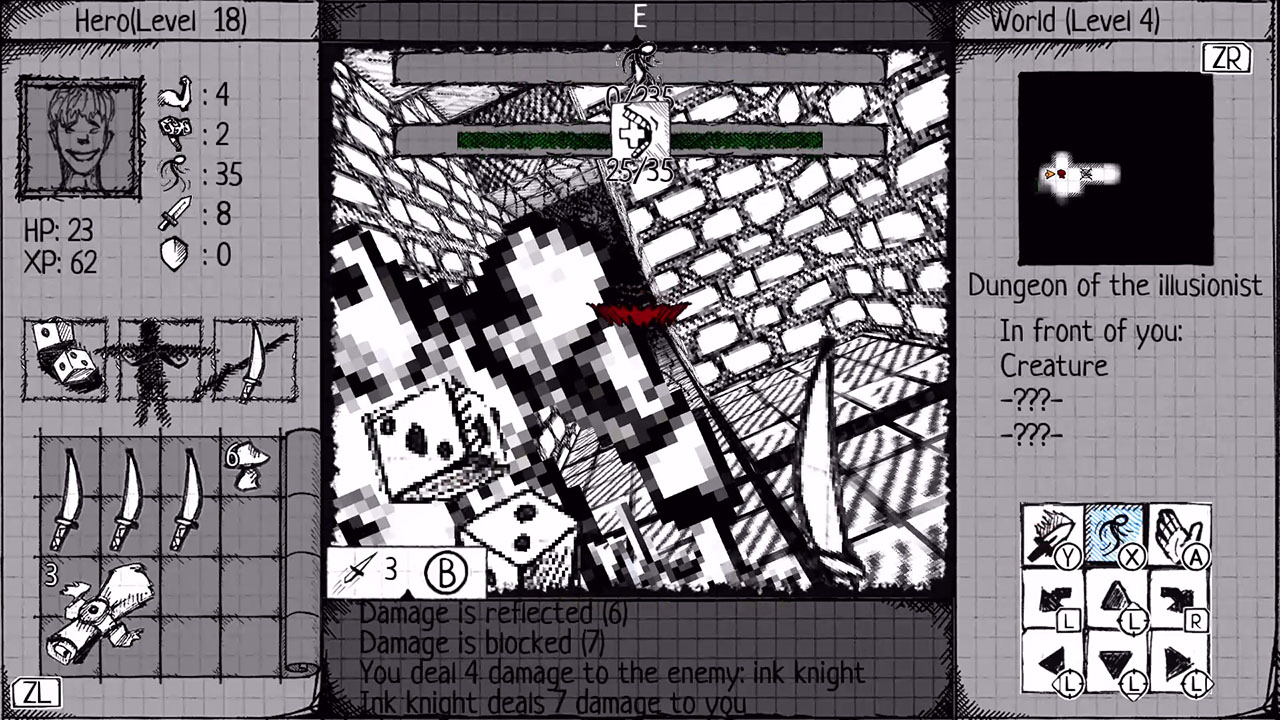 Hero(Level 18)
E
World (Level 4)
ZR
: 4
: 2
: 35
: 8
: 0
HP: 23
XP: 62
0/235
25/35
Dungeon of the illusionist
In front of you:
Creature
-???-
-???-
3
3 B
Y X A
L L R
L L L
ZL
Damage is reflected (6)
Damage is blocked (7)
You deal 4 damage to the enemy: ink knight
Ink knight deals 7 damage to you